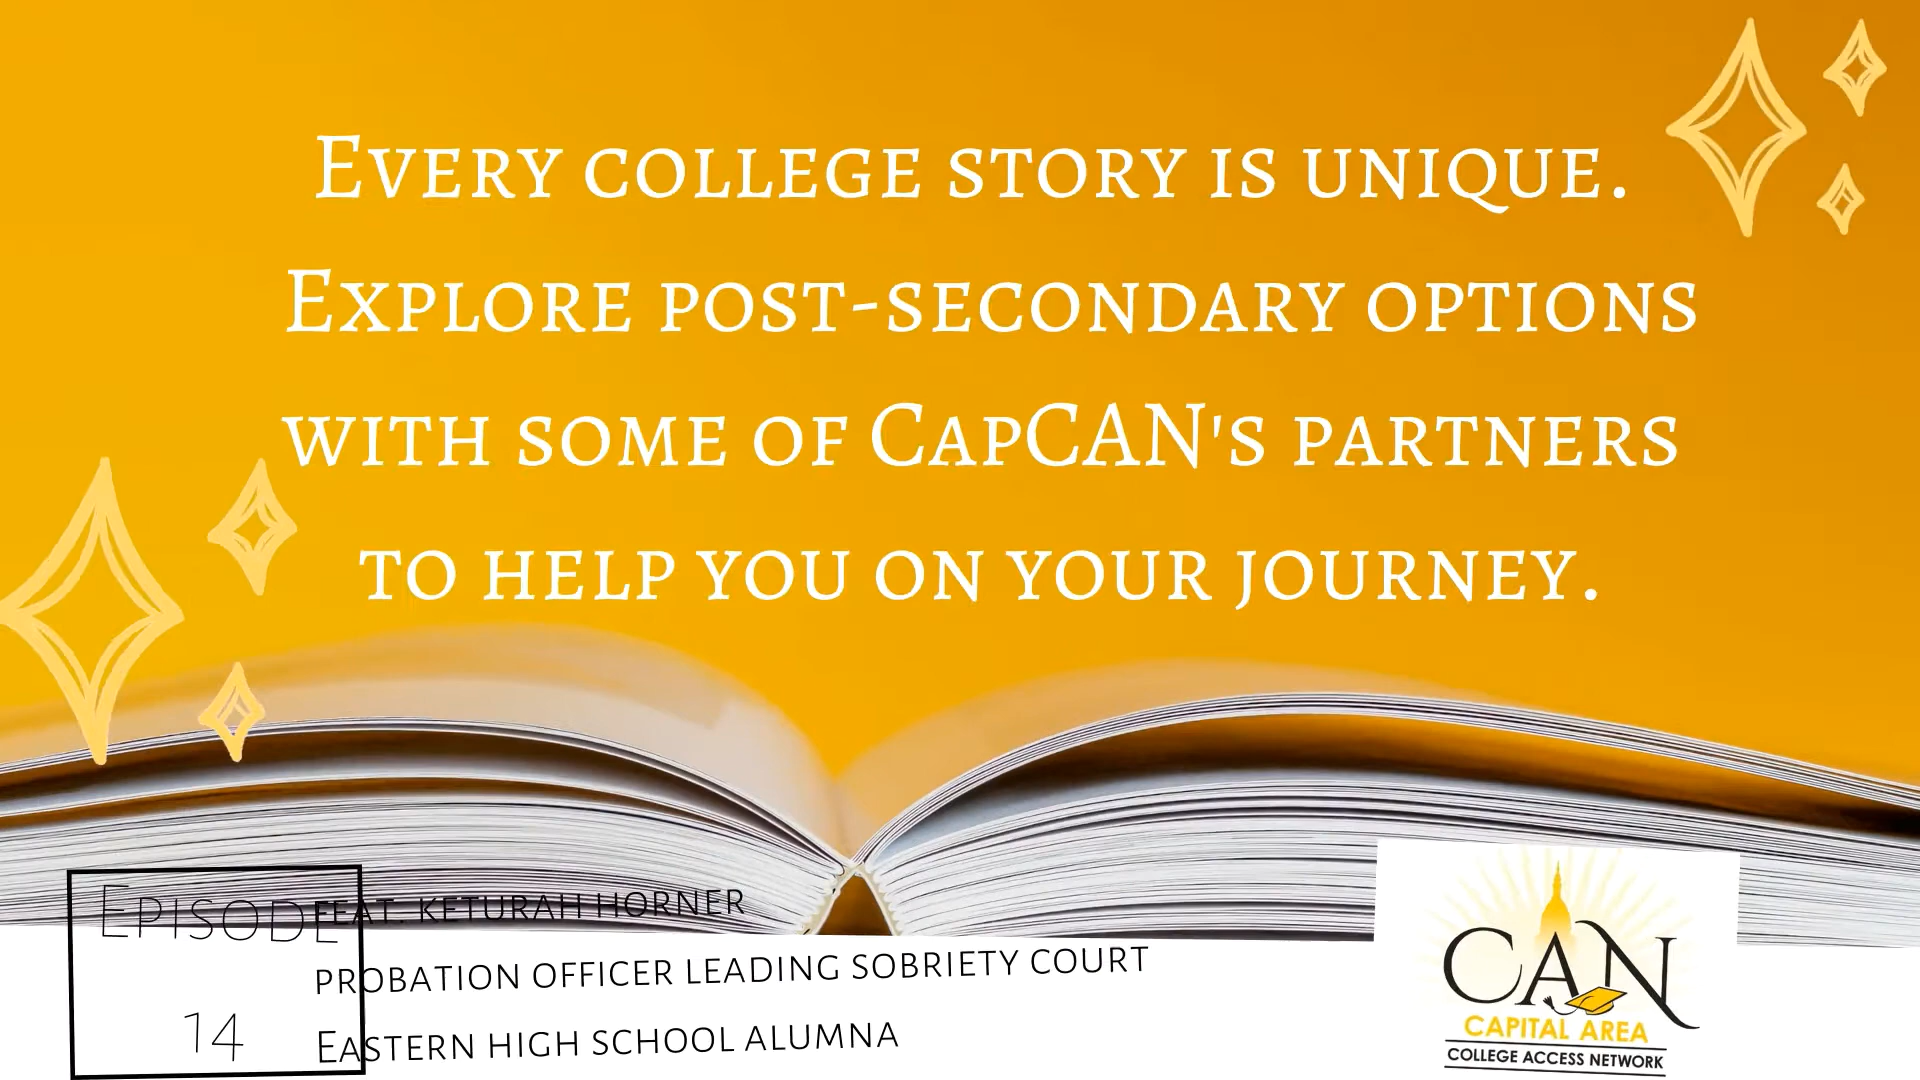 Every college story is unique.
Explore post-secondary options
with some of CapCAN's partners
to help you on your journey.
Episode
14
feat. Keturah Horner
probation officer leading sobriety court
Eastern High School Alumna
CAN
CAPITAL AREA
COLLEGE ACCESS NETWORK